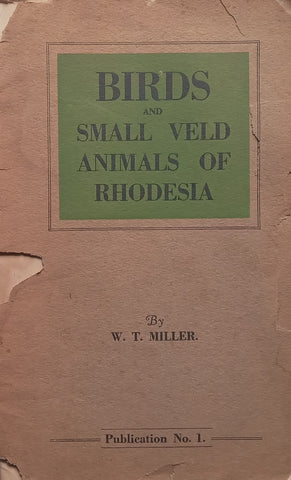 BIRDS
AND
SMALL VELD
ANIMALS OF
RHODESIA
By
W. T. MILLER.
Publication No. 1.